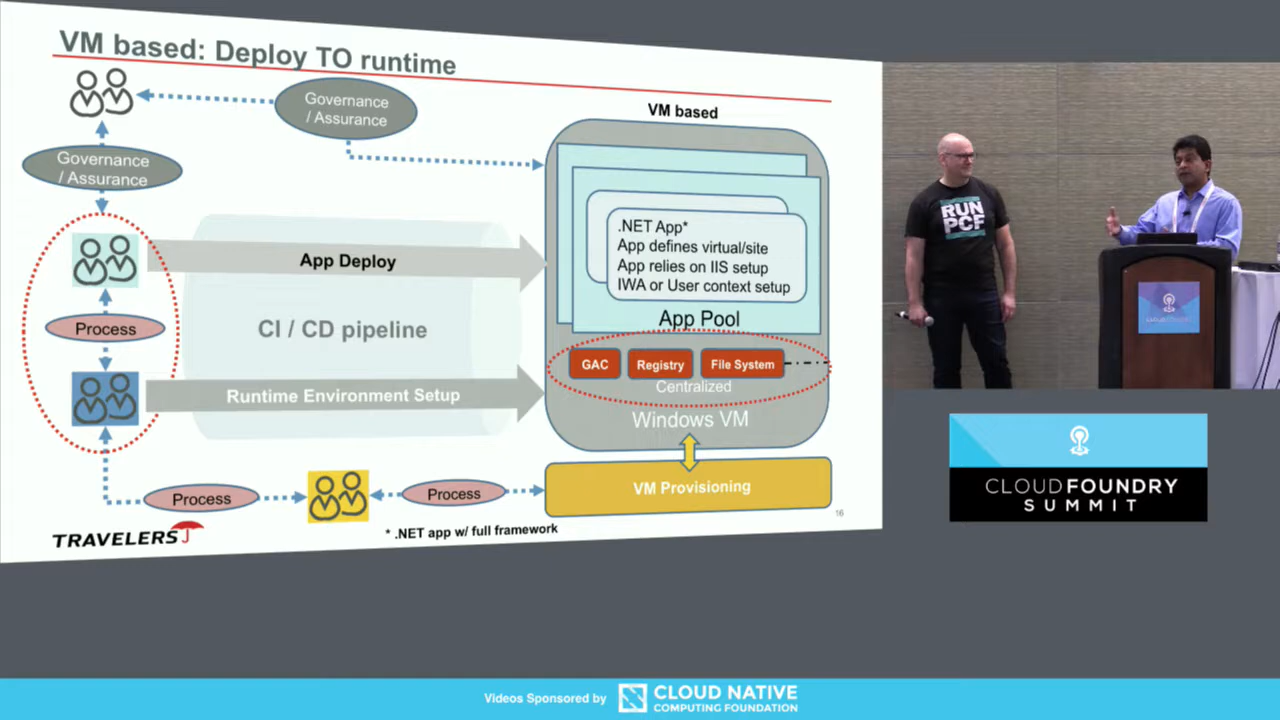 VM based: Deploy TO runtime
Governance
/ Assurance
VM based
Governance
/ Assurance
.NET App*
App defines virtual/site
App relies on IIS setup
IWA or User context setup
App Deploy
App Pool
Process
CI / CD pipeline
GAC
Registry
File System
Centralized
Runtime Environment Setup
Windows VM
Process
Process
VM Provisioning
TRAVELERS
* .NET app w/ full framework
16
RUN
PCF
CLOUD FOUNDRY
CLOUD FOUNDRY
SUMMIT
Videos Sponsored by
CLOUD NATIVE
COMPUTING FOUNDATION